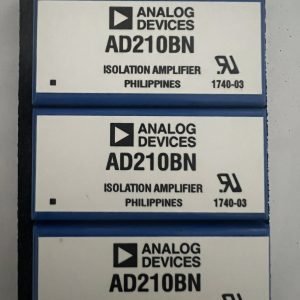 ANALOG
DEVICES
AD210BN
ISOLATION AMPLIFIER
PHILIPPINES 1740-03
ANALOG
DEVICES
AD210BN
ISOLATION AMPLIFIER
PHILIPPINES 1740-03
ANALOG
DEVICES
AD210BN